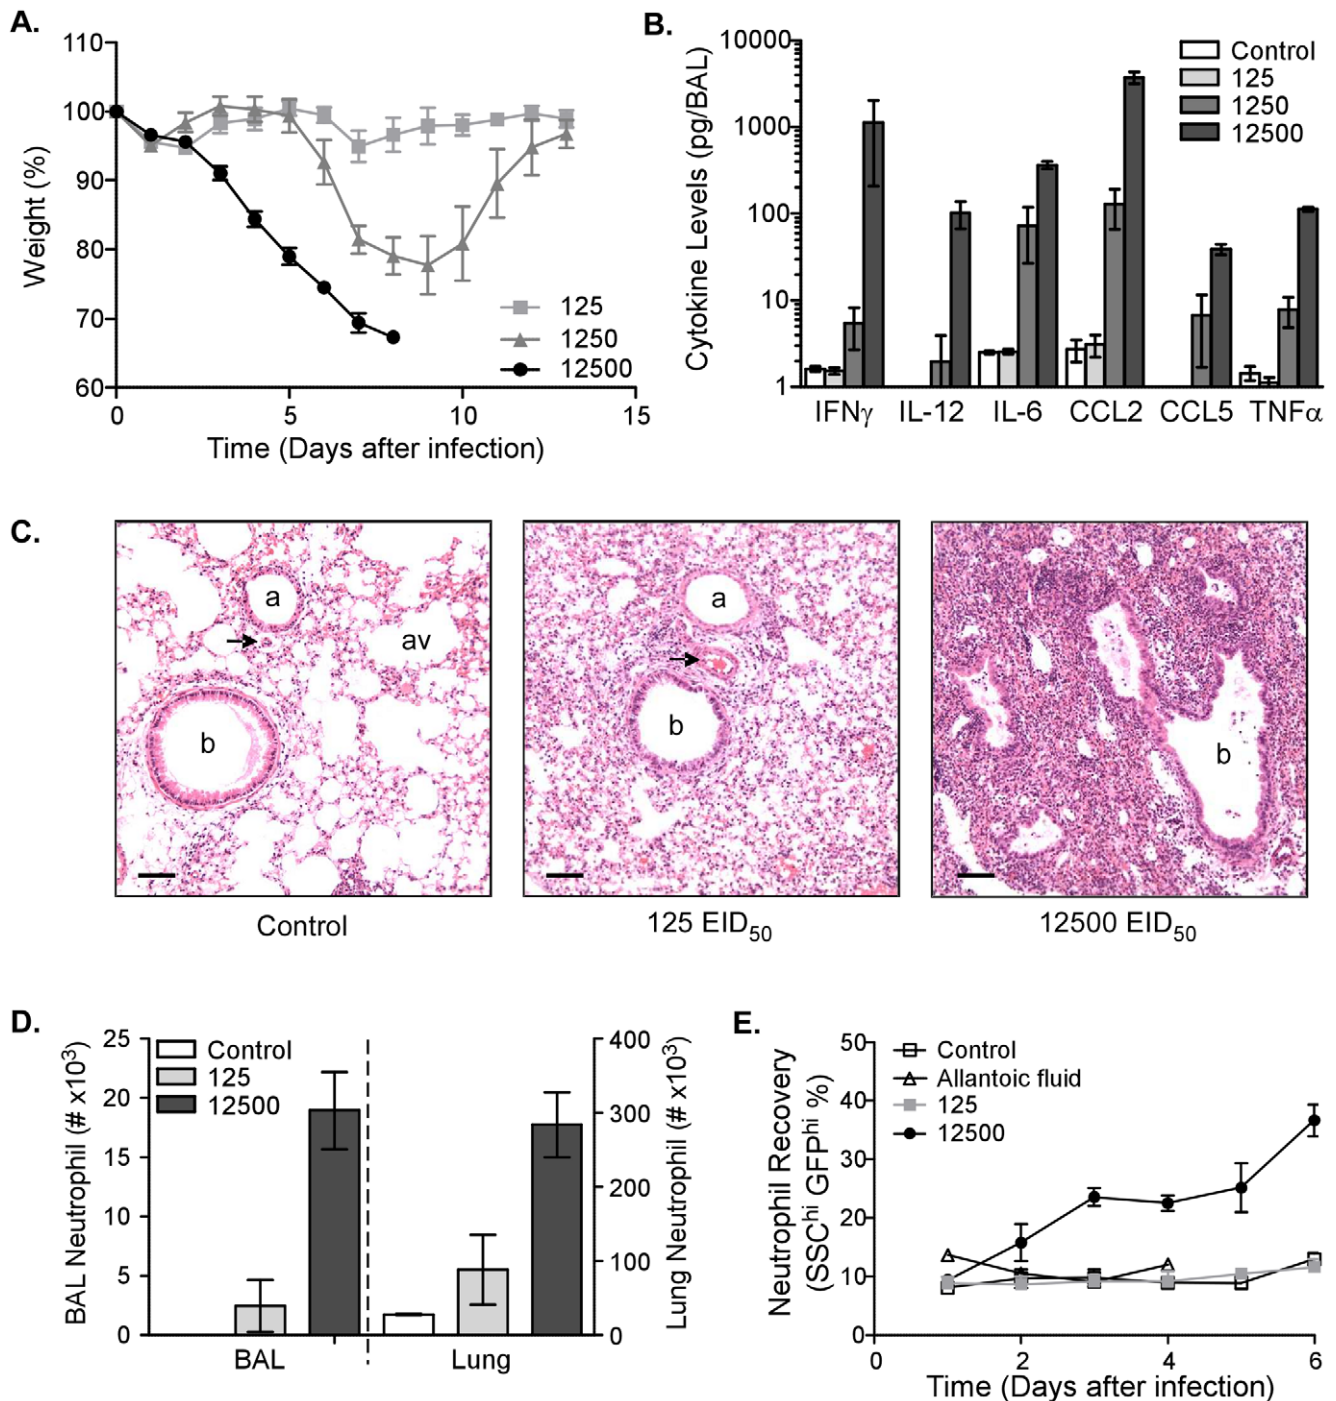 A.
110
100
90
80
70
60
Weight (%)
0
5
10
15
Time (Days after infection)
125
1250
12500
B.
10000
1000
100
10
1
Cytokine Levels (pg/BAL)
Control
125
1250
12500
IFNγ IL-12 IL-6 CCL2 CCL5 TNFα
C.
a
av
b
Control
a
b
125 EID50
b
12500 EID50
D.
25
20
15
10
5
0
BAL Neutrophil (# x10³)
Control
125
12500
400
300
200
100
0
Lung Neutrophil (# x10³)
BAL
Lung
E.
50
40
30
20
10
0
Neutrophil Recovery
(SSChi GFPhi %)
Control
Allantoic fluid
125
12500
0
2
4
6
Time (Days after infection)